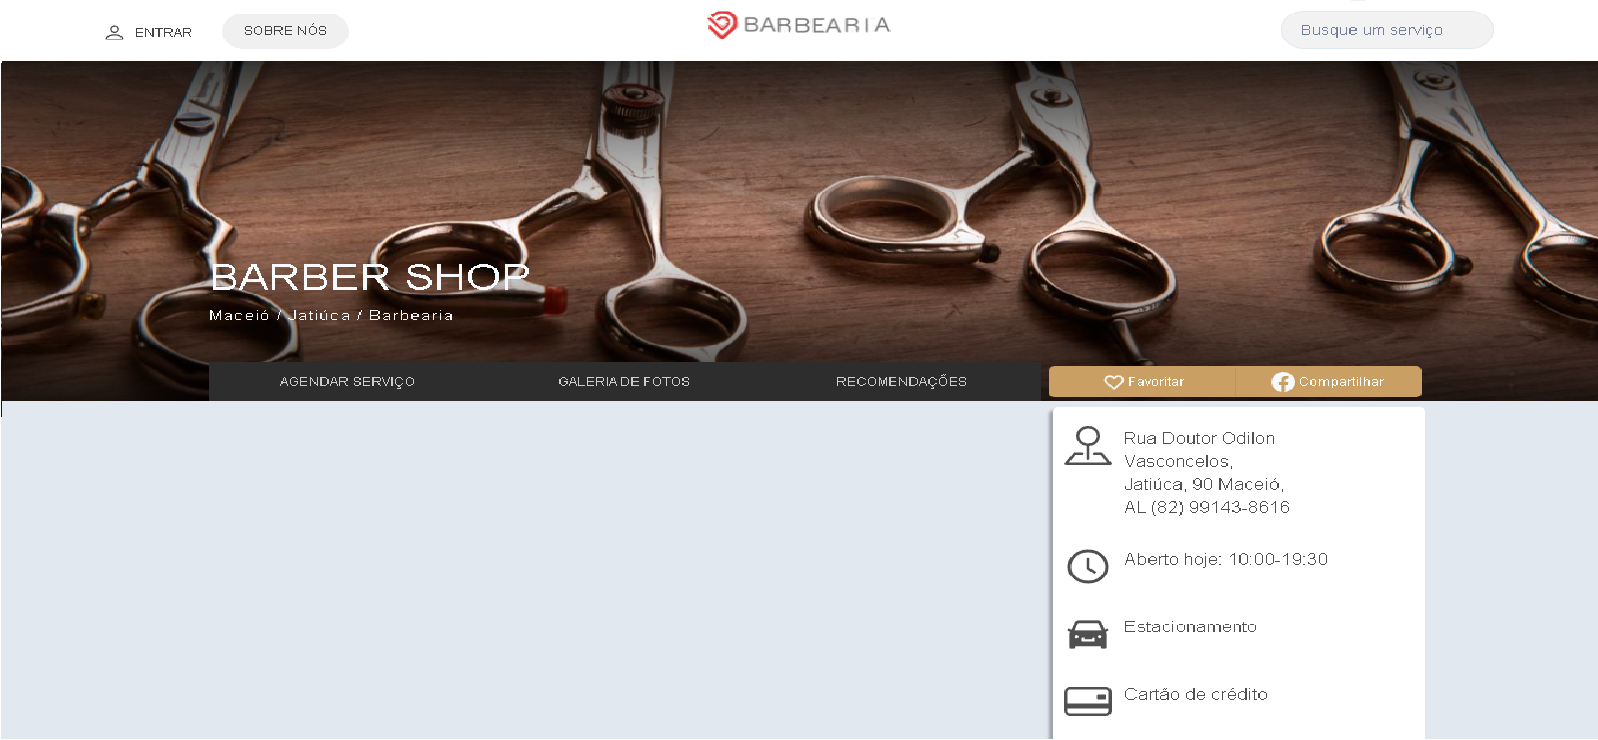 ENTRAR
SOBRE NÓS
BARBEARIA
Busque um serviço
BARBER SHOP
Maceió / Jatiúca / Barbearia
AGENDAR SERVIÇO
GALERIA DE FOTOS
RECOMENDAÇÕES
Favoritar
Compartilhar
Rua Doutor Odilon
Vasconcelos,
Jatiúca, 90 Maceió,
AL (82) 99143-8616
Aberto hoje: 10:00-19:30
Estacionamento
Cartão de crédito